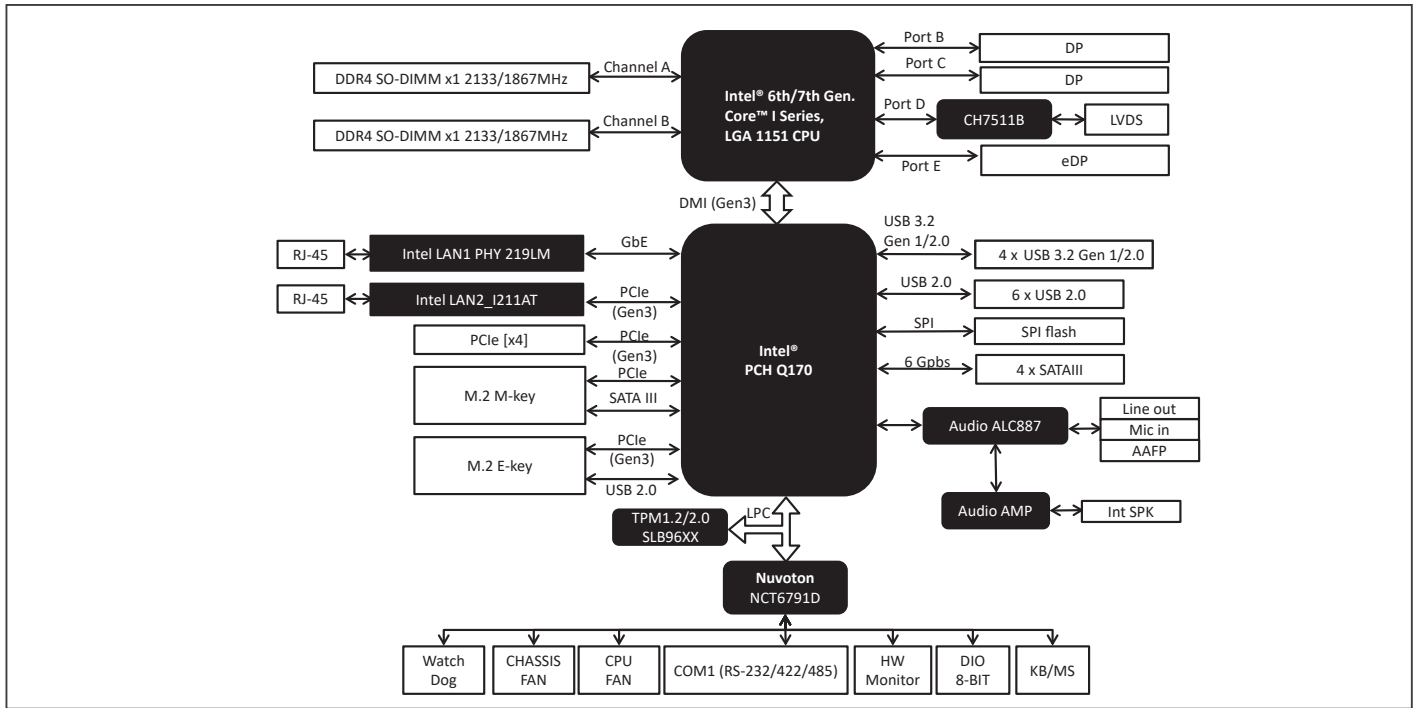 Port B
DP
Port C
DP
DDR4 SO-DIMM x1 2133/1867MHz
Channel A
Intel® 6th/7th Gen.
Core™ I Series,
LGA 1151 CPU
Port D
CH7511B
LVDS
DDR4 SO-DIMM x1 2133/1867MHz
Channel B
Port E
eDP
DMI (Gen3)
RJ-45
Intel LAN1 PHY 219LM
GbE
USB 3.2
Gen 1/2.0
4 x USB 3.2 Gen 1/2.0
RJ-45
Intel LAN2_I211AT
PCIe
(Gen3)
USB 2.0
6 x USB 2.0
PCIe [x4]
PCIe
(Gen3)
SPI
SPI flash
Intel®
PCH Q170
6 Gpbs
4 x SATAIII
M.2 M-key
PCIe
SATA III
Audio ALC887
Line out
Mic in
AAFP
M.2 E-key
PCIe
(Gen3)
USB 2.0
Audio AMP
Int SPK
TPM1.2/2.0
SLB96XX
LPC
Nuvoton
NCT6791D
Watch
Dog
CHASSIS
FAN
CPU
FAN
COM1 (RS-232/422/485)
HW
Monitor
DIO
8-BIT
KB/MS